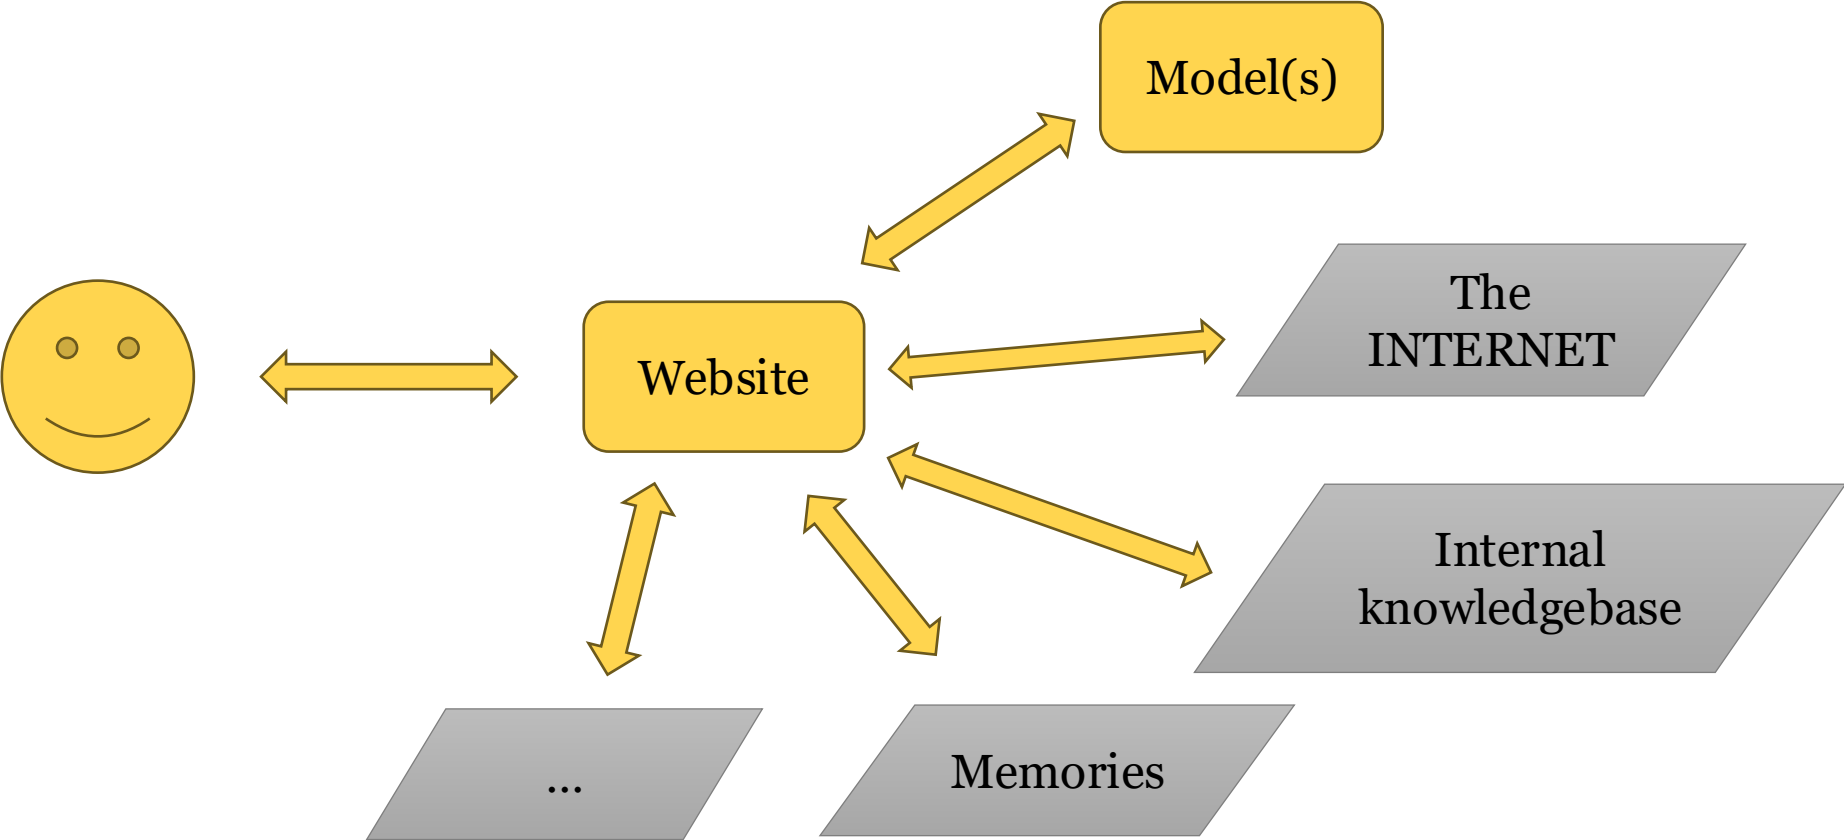 Model(s)
The
INTERNET
Website
Internal
knowledgebase
Memories
...